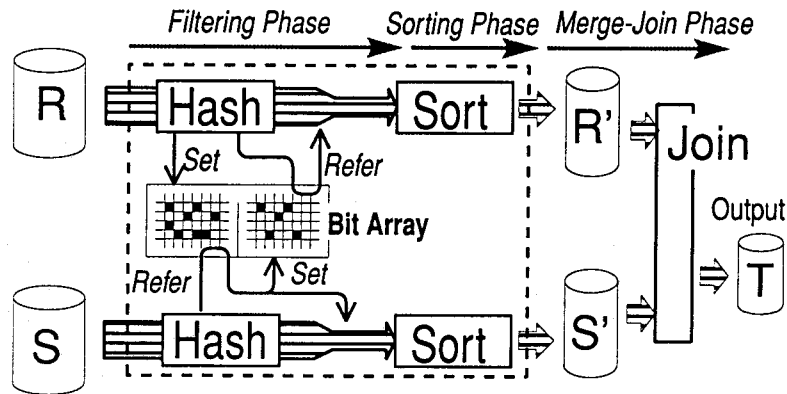 Filtering Phase Sorting Phase Merge-Join Phase
R Hash Sort R'
Join
Set Refer
Bit Array
Output
T
Refer Set
S Hash Sort S'